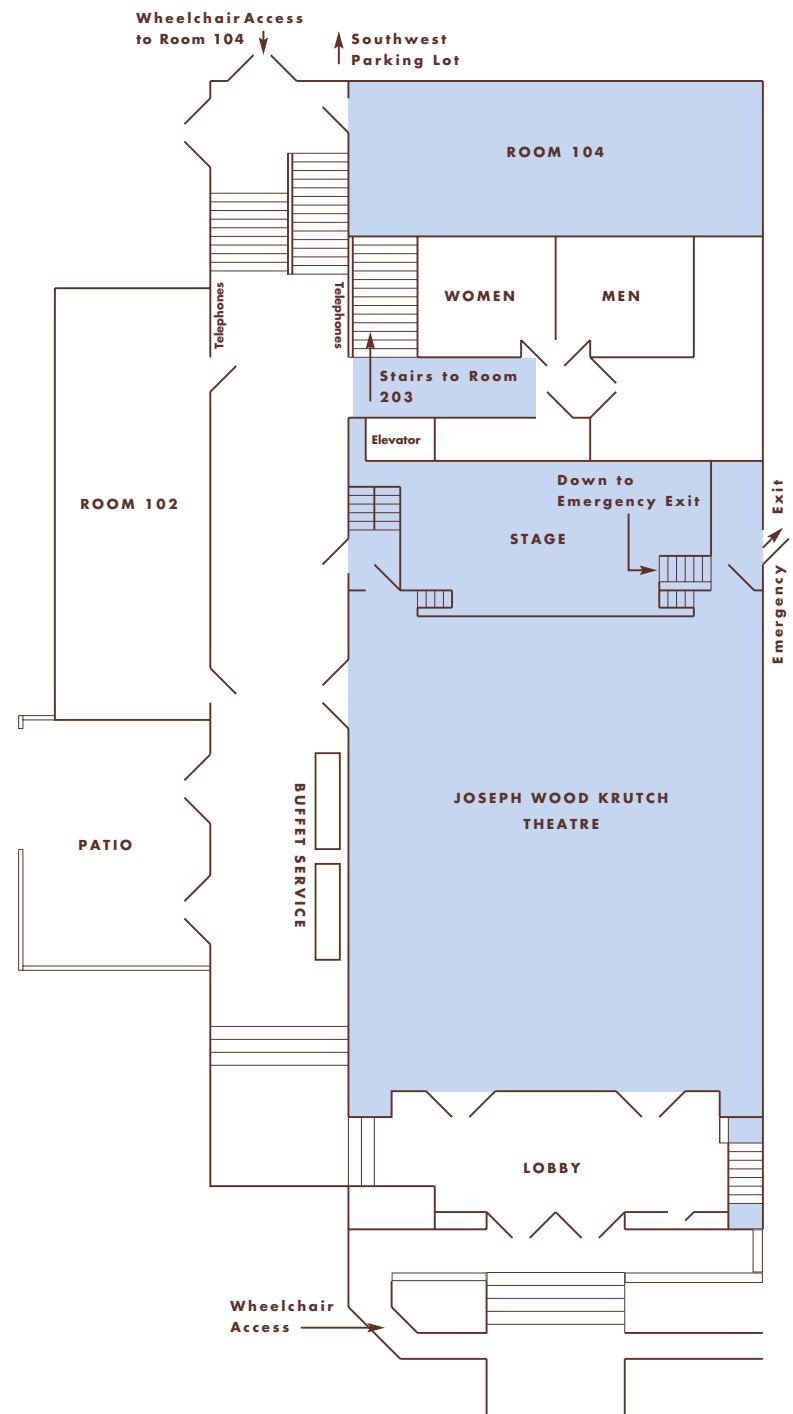 Wheelchair Access
to Room 104
Southwest
Parking Lot
ROOM 104
Telephones
Telephones
WOMEN
MEN
Stairs to Room
203
Elevator
ROOM 102
Down to
Emergency Exit
STAGE
Emergency Exit
JOSEPH WOOD KRUTCH
THEATRE
BUFFET SERVICE
PATIO
LOBBY
Wheelchair
Access